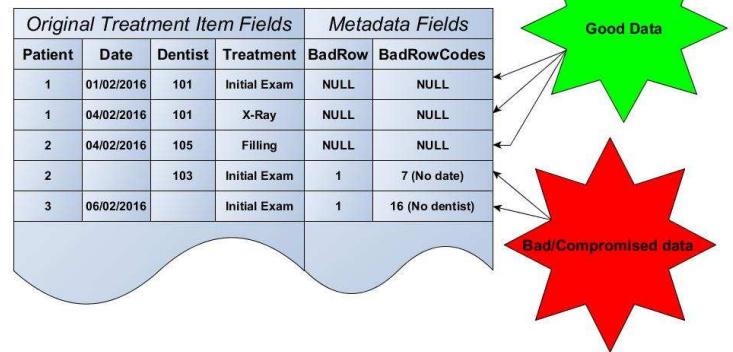 Original Treatment Item Fields Metadata Fields
Patient Date Dentist Treatment BadRow BadRowCodes
1 01/02/2016 101 Initial Exam NULL NULL
1 04/02/2016 101 X-Ray NULL NULL
2 04/02/2016 105 Filling NULL NULL
2 103 Initial Exam 1 7 (No date)
3 06/02/2016 Initial Exam 1 16 (No dentist)
Good Data
Bad/Compromised data